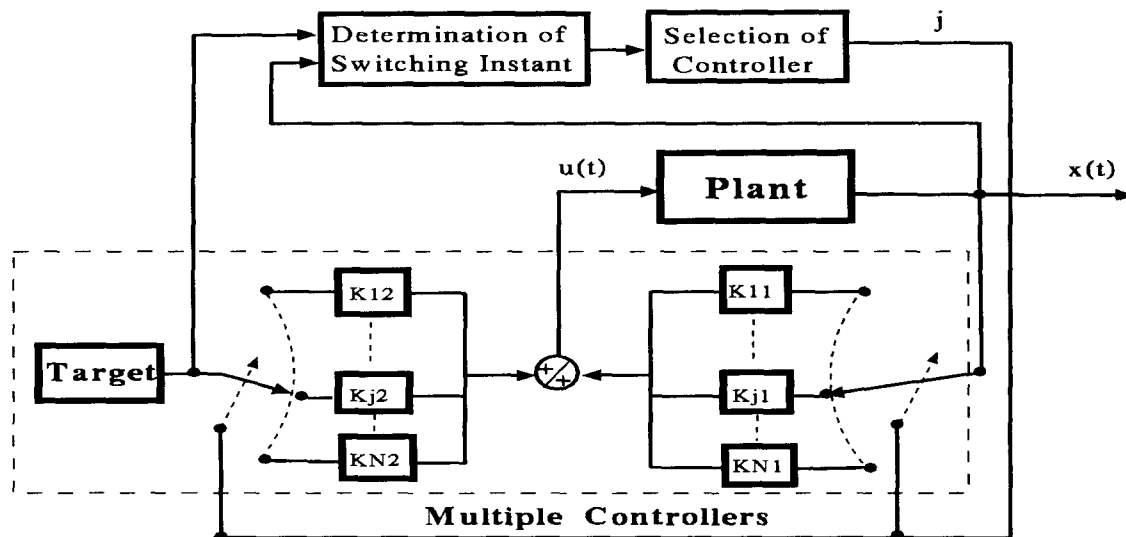 Determination of
Switching Instant
Selection of
Controller
j
u(t)
Plant
x(t)
K12
K11
Target
Kj2
+
+
Kj1
KN2
KN1
Multiple Controllers